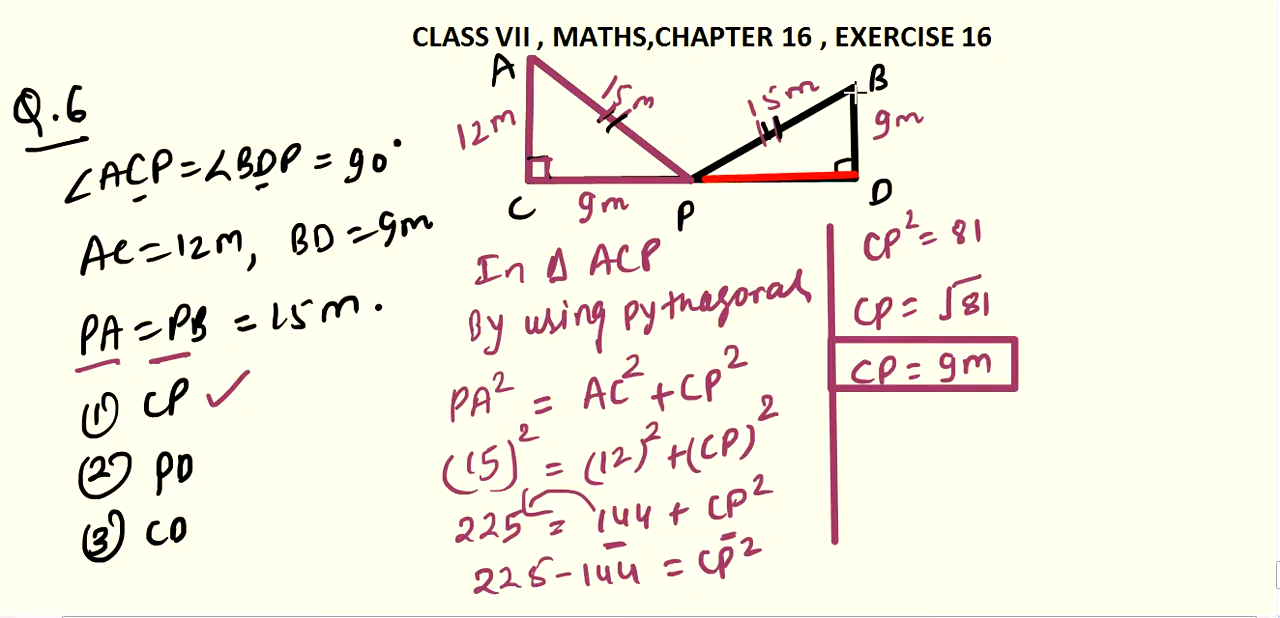 CLASS VII , MATHS,CHAPTER 16 , EXERCISE 16
Q.6
∠ACP=∠BDP = 90°
AC=12m, BD=9m
PA=PB = 15m.
(1) CP ✓
(2) PD
(3) CD
A
15m
12m
C
9m
P
15m
B
9m
D
In Δ ACP
By using pythagoras
PA² = AC²+CP²
(15)² = (12)²+(CP)²
225 = 144 + CP²
225-144 = CP²
CP²= 81
CP= √81
CP= 9m